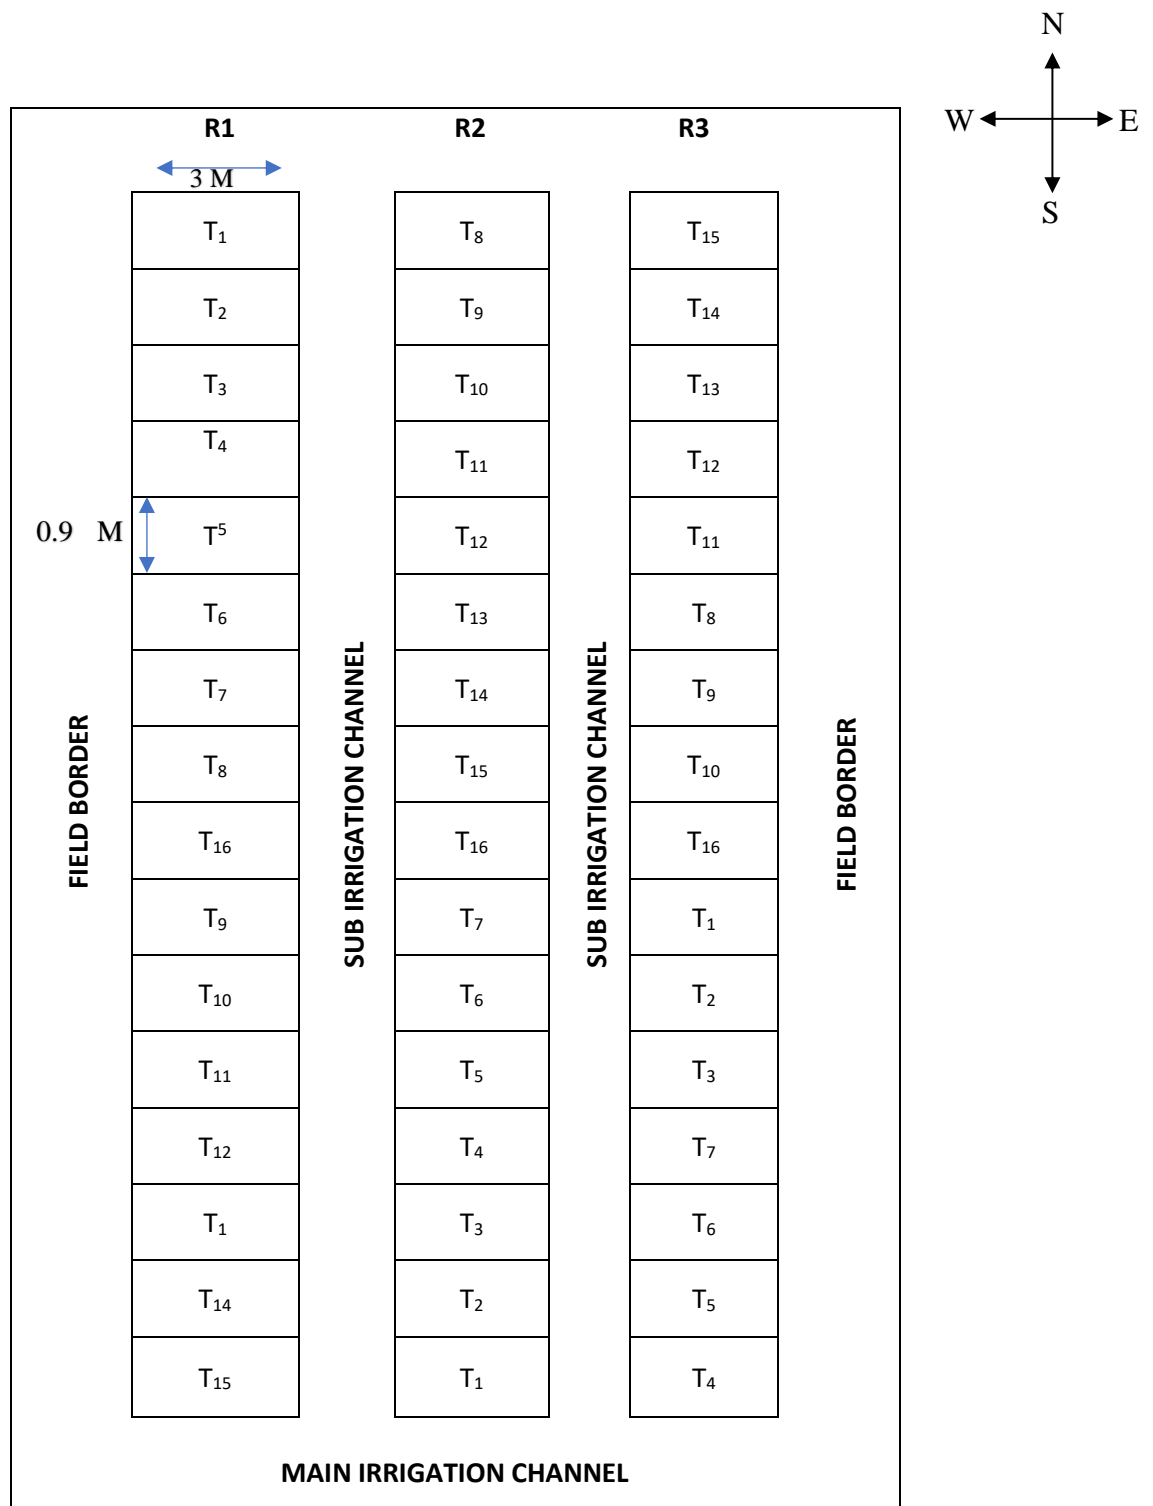 N
W E
S
R1 R2 R3
3 M
T₁ T₈ T₁₅
T₂ T₉ T₁₄
T₃ T₁₀ T₁₃
T₄ T₁₁ T₁₂
0.9 M T⁵ T₁₂ T₁₁
T₆ T₁₃ T₈
T₇ T₁₄ T₉
T₈ T₁₅ T₁₀
T₁₆ T₁₆ T₁₆
T₉ T₇ T₁
T₁₀ T₆ T₂
T₁₁ T₅ T₃
T₁₂ T₄ T₇
T₁ T₃ T₆
T₁₄ T₂ T₅
T₁₅ T₁ T₄
FIELD BORDER
SUB IRRIGATION CHANNEL
SUB IRRIGATION CHANNEL
FIELD BORDER
MAIN IRRIGATION CHANNEL